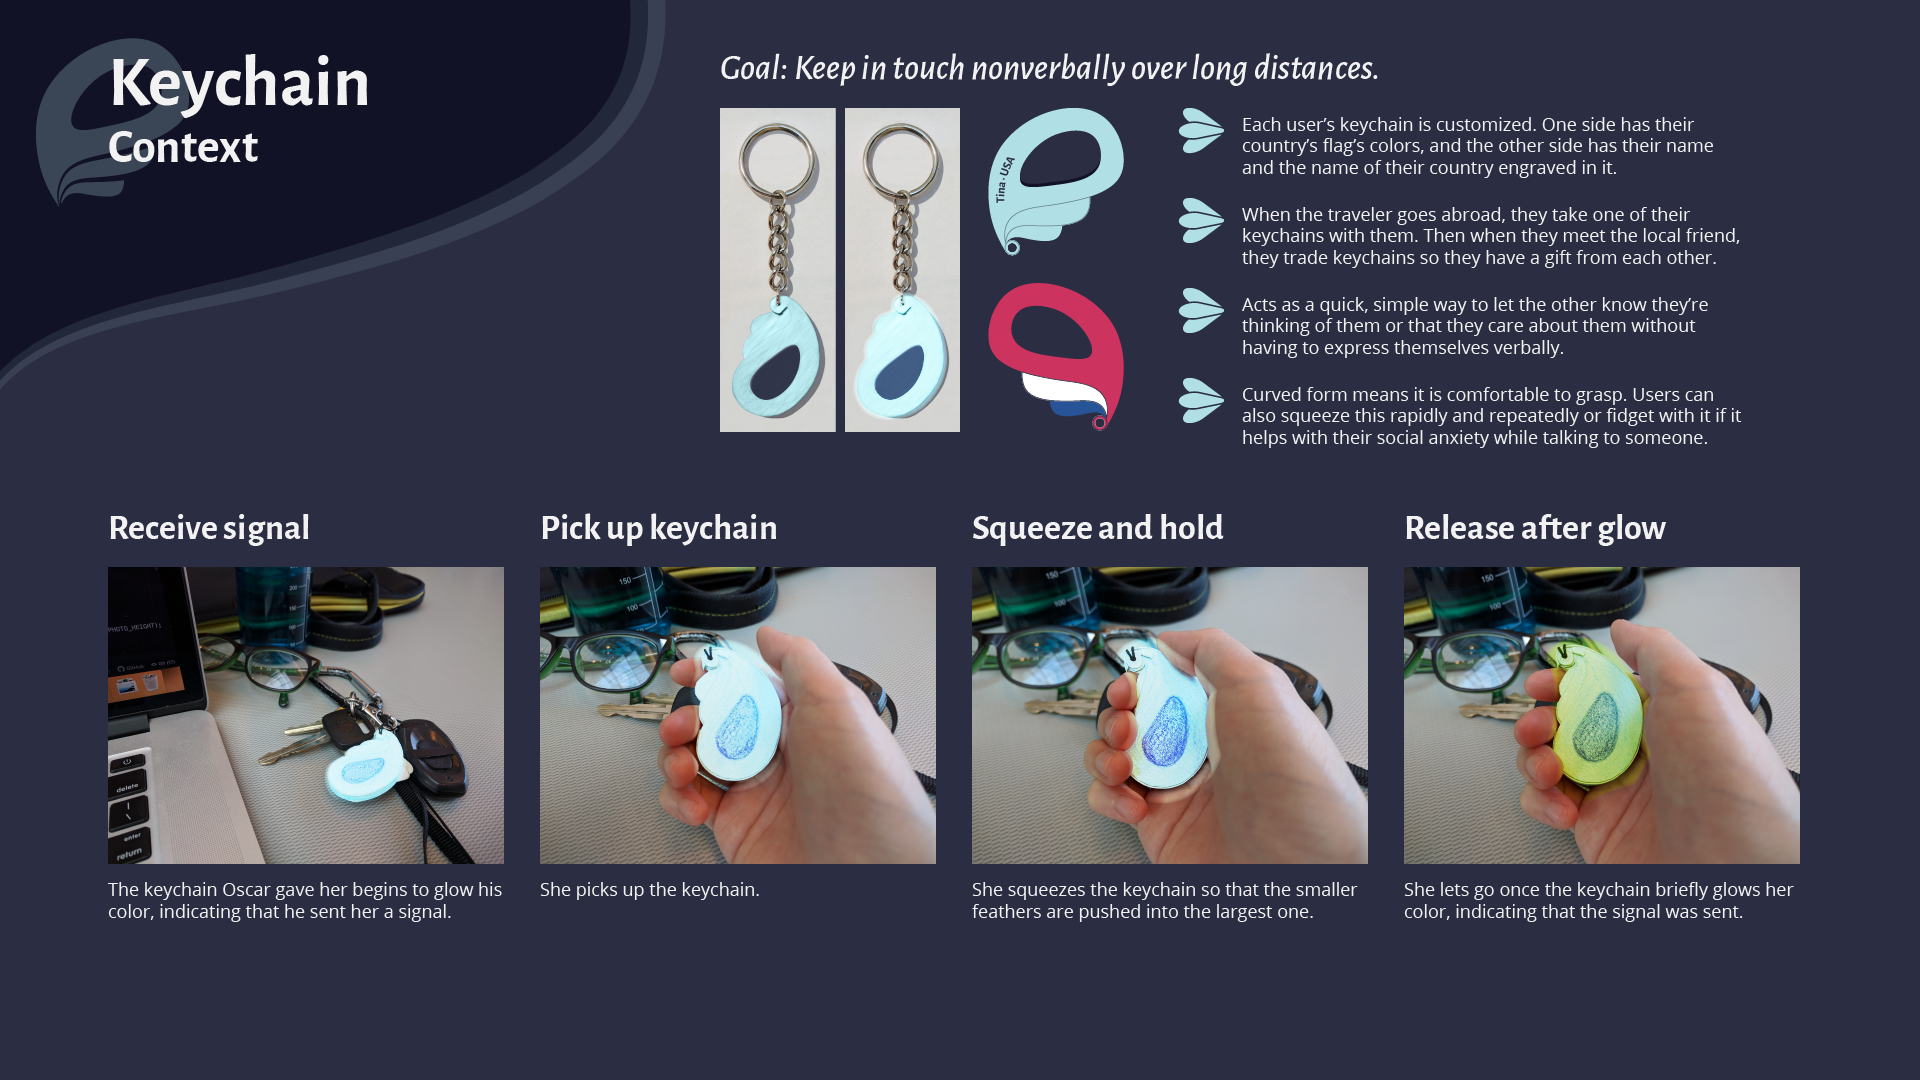 Keychain
Context
Goal: Keep in touch nonverbally over long distances.
Tina · USA
Each user’s keychain is customized. One side has their
country’s flag’s colors, and the other side has their name
and the name of their country engraved in it.
When the traveler goes abroad, they take one of their
keychains with them. Then when they meet the local friend,
they trade keychains so they have a gift from each other.
Acts as a quick, simple way to let the other know they’re
thinking of them or that they care about them without
having to express themselves verbally.
Curved form means it is comfortable to grasp. Users can
also squeeze this rapidly and repeatedly or fidget with it if it
helps with their social anxiety while talking to someone.
Receive signal
PHOTO_HEIGHT);
delete
enter
return
The keychain Oscar gave her begins to glow his
color, indicating that he sent her a signal.
Pick up keychain
150
100
She picks up the keychain.
Squeeze and hold
150
100
She squeezes the keychain so that the smaller
feathers are pushed into the largest one.
Release after glow
150
100
She lets go once the keychain briefly glows her
color, indicating that the signal was sent.